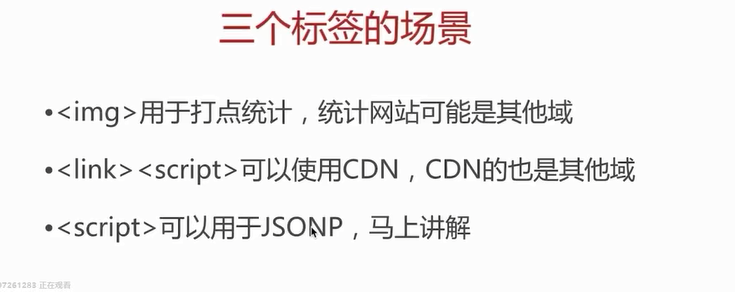 三个标签的场景
•<img>用于打点统计，统计网站可能是其他域
•<link><script>可以使用CDN，CDN的也是其他域
•<script>可以用于JSONP，马上讲解
97261283 正在观看